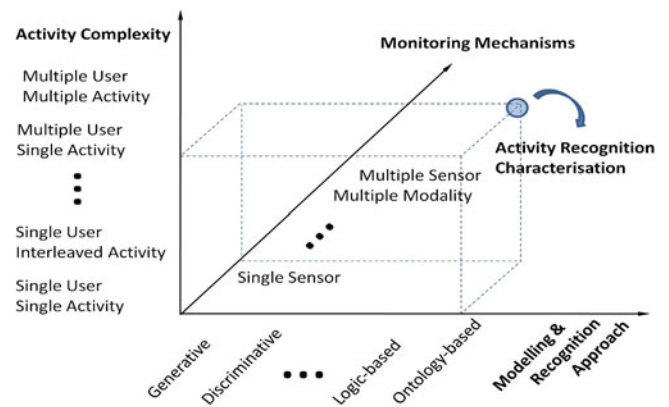 Activity Complexity
Monitoring Mechanisms
Multiple User
Multiple Activity
Multiple User
Single Activity
Activity Recognition
Characterisation
Multiple Sensor
Multiple Modality
Single User
Interleaved Activity
Single Sensor
Single User
Single Activity
Generative
Discriminative
Logic-based
Ontology-based
Modelling &
Recognition
Approach